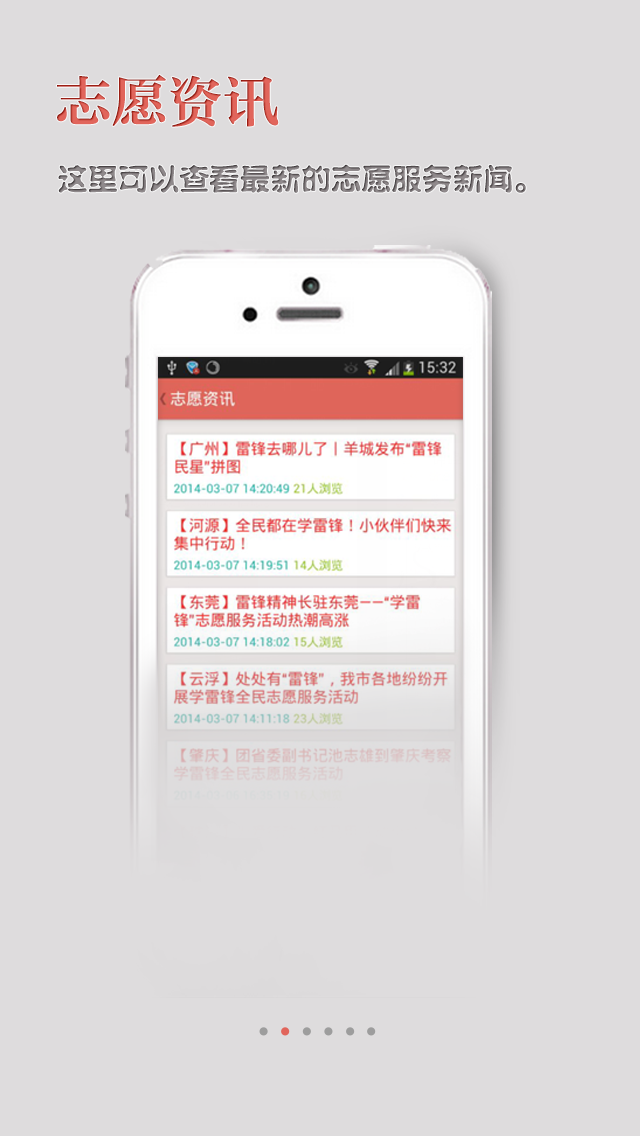 志愿资讯
这里可以查看最新的志愿服务新闻。
15:32
志愿资讯
【广州】雷锋去哪儿了丨羊城发布“雷锋
民星”拼图
2014-03-07 14:20:49 21人浏览
【河源】全民都在学雷锋！小伙伴们快来
集中行动！
2014-03-07 14:19:51 14人浏览
【东莞】雷锋精神长驻东莞——“学雷
锋”志愿服务活动热潮高涨
2014-03-07 14:18:02 15人浏览
【云浮】处处有“雷锋”，我市各地纷纷开
展学雷锋全民志愿服务活动
2014-03-07 14:11:18 23人浏览
【肇庆】团省委副书记池志雄到肇庆考察
学雷锋全民志愿服务活动